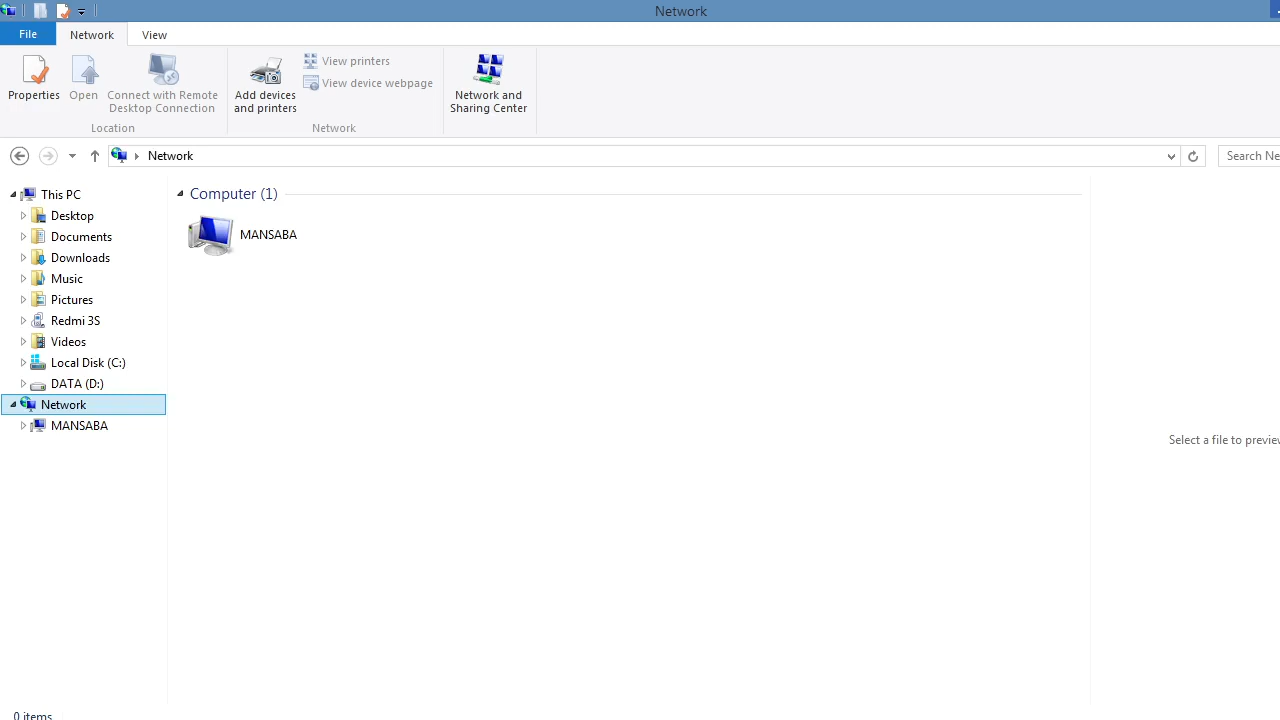 Network
File Network View
Properties Open Connect with Remote Desktop Connection Add devices and printers View printers View device webpage Network and Sharing Center
Location Network
Network Search Ne
This PC
Desktop
Documents
Downloads
Music
Pictures
Redmi 3S
Videos
Local Disk (C:)
DATA (D:)
Network
MANSABA
Computer (1)
MANSABA
Select a file to preview
0 items